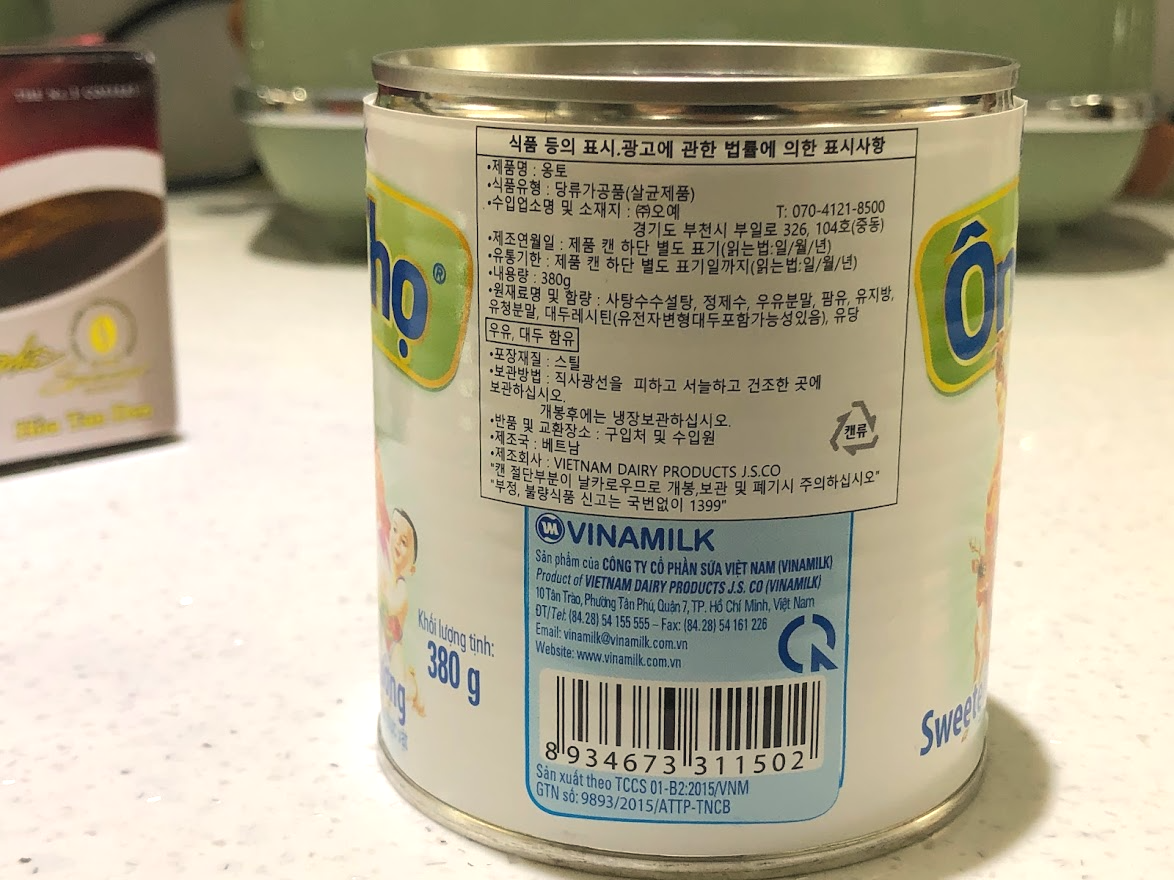 THE No.1 COFFEE
식품 등의 표시.광고에 관한 법률에 의한 표시사항
•제품명 : 옹토
•식품유형 : 당류가공품(살균제품)
•수입업소명 및 소재지 : ㈜오예 T: 070-4121-8500
경기도 부천시 부일로 326, 104호(중동)
•제조연월일 : 제품 캔 하단 별도 표기(읽는법:일/월/년)
•유통기한 : 제품 캔 하단 별도 표기일까지(읽는법:일/월/년)
•내용량 : 380g
•원재료명 및 함량 : 사탕수수설탕, 정제수, 우유분말, 팜유, 유지방,
유청분말, 대두레시틴(유전자변형대두포함가능성있음), 유당
우유, 대두 함유
•포장재질 : 스틸
•보관방법 : 직사광선을 피하고 서늘하고 건조한 곳에
보관하십시오.
개봉후에는 냉장보관하십시오.
•반품 및 교환장소 : 구입처 및 수입원
•제조국 : 베트남
•제조회사 : VIETNAM DAIRY PRODUCTS J.S.CO
"캔 절단부분이 날카로우므로 개봉,보관 및 폐기시 주의하십시오"
"부정, 불량식품 신고는 국번없이 1399"
캔류
họ®
Ôn
VINAMILK
Sản phẩm của CÔNG TY CỔ PHẦN SỮA VIỆT NAM (VINAMILK)
Product of VIETNAM DAIRY PRODUCTS J.S. CO (VINAMILK)
10 Tân Trào, Phường Tân Phú, Quận 7, TP. Hồ Chí Minh, Việt Nam
ĐT/Tel: (84.28) 54 155 555 – Fax: (84.28) 54 161 226
Email: vinamilk@vinamilk.com.vn
Website: www.vinamilk.com.vn
8 934673 311502
Sản xuất theo TCCS 01-B2:2015/VNM
GTN số: 9893/2015/ATTP-TNCB
Khối lượng tịnh:
380 g
Sweete